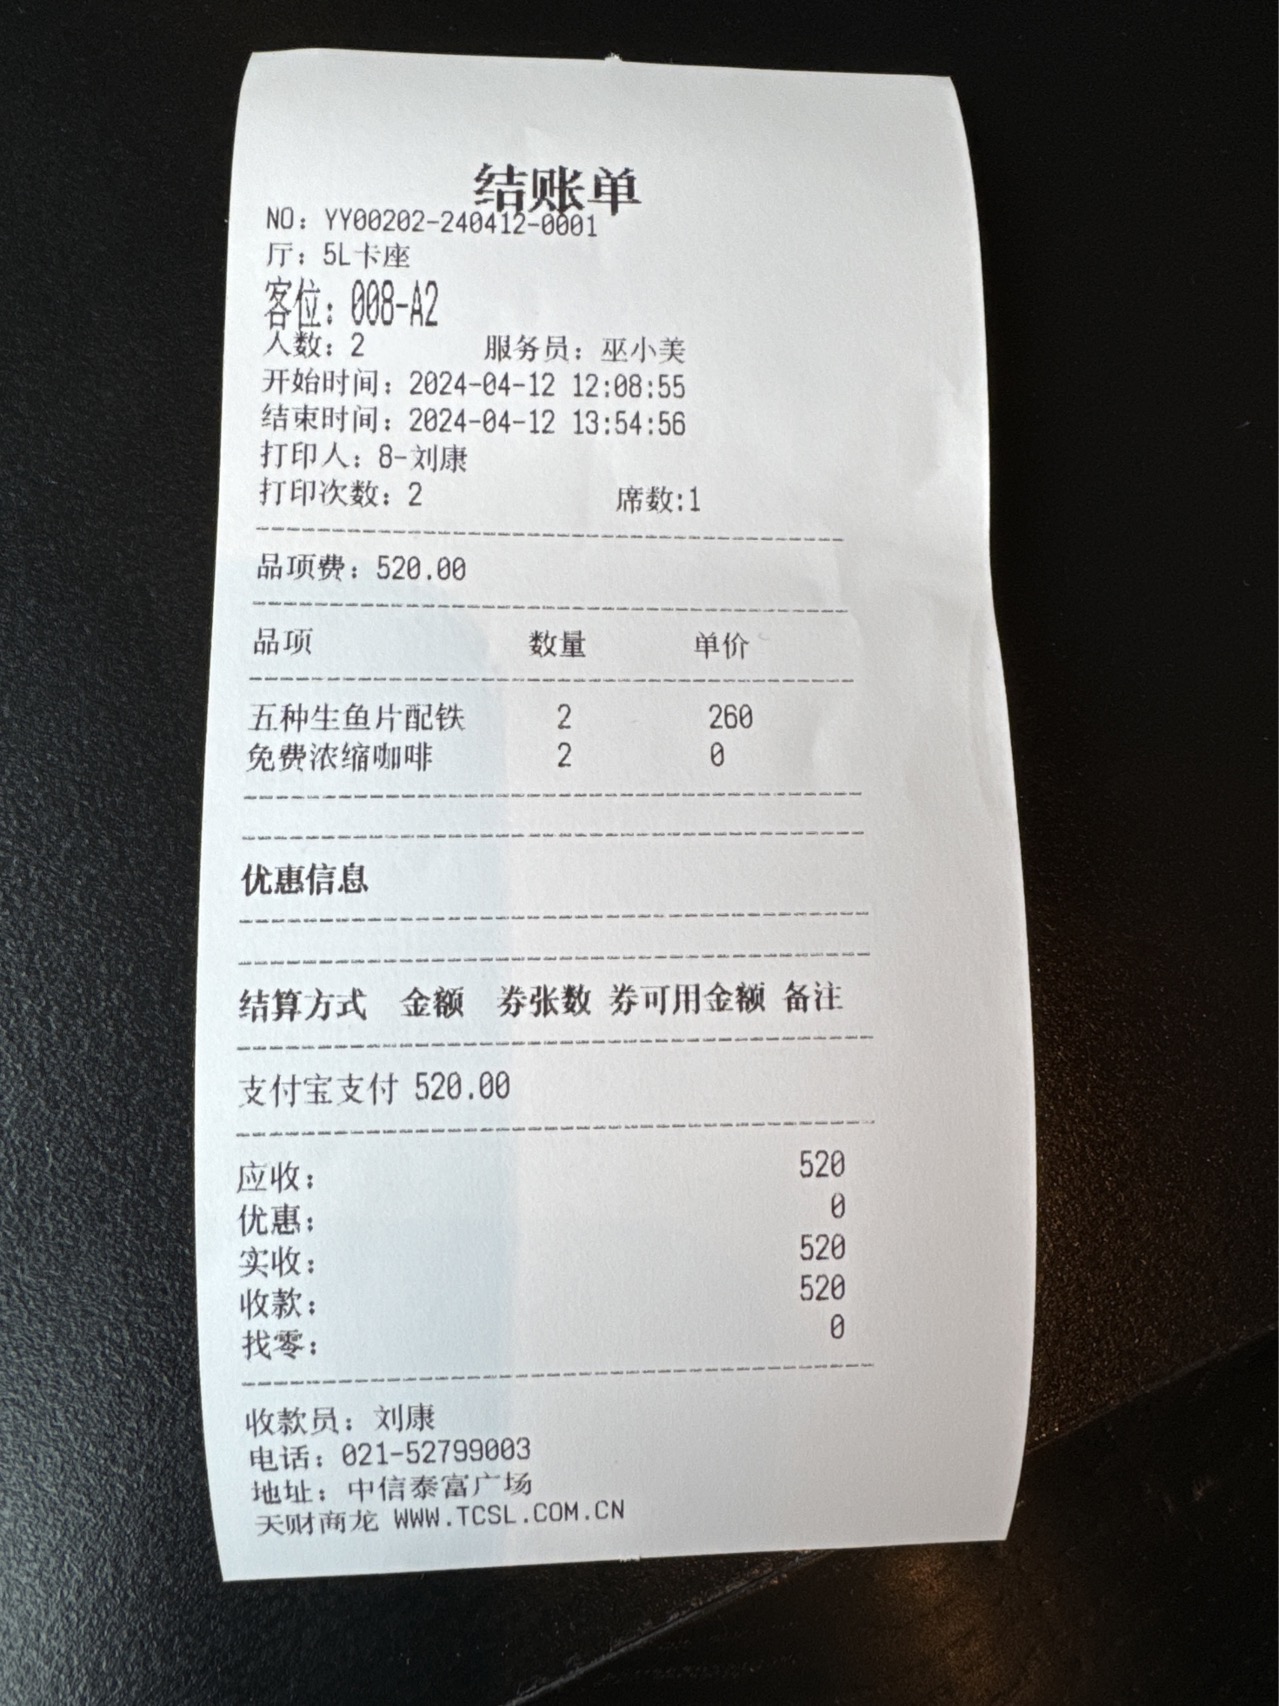 结账单
NO: YY00202-240412-0001
厅: 5L卡座
客位: 008-A2
人数: 2 服务员: 巫小美
开始时间: 2024-04-12 12:08:55
结束时间: 2024-04-12 13:54:56
打印人: 8-刘康
打印次数: 2 席数:1
品项费: 520.00
品项 数量 单价
五种生鱼片配铁 2 260
免费浓缩咖啡 2 0
优惠信息
结算方式 金额 券张数 券可用金额 备注
支付宝支付 520.00
应收: 520
优惠: 0
实收: 520
收款: 520
找零: 0
收款员: 刘康
电话: 021-52799003
地址: 中信泰富广场
天财商龙 WWW.TCSL.COM.CN